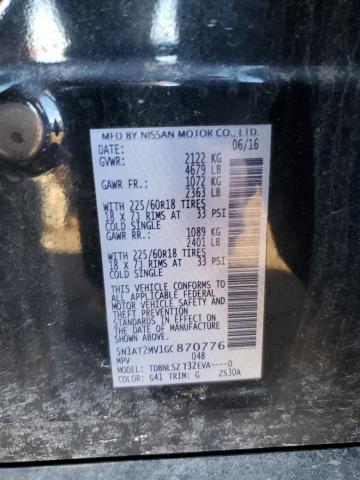 MFD BY NISSAN MOTOR CO., LTD.
DATE: 06/16
GVWR: 2122 KG
4679 LB
GAWR FR: 1072 KG
2363 LB
WITH 225/60R18 TIRES
18 X 7J RIMS AT 33 PSI
COLD SINGLE
GAWR RR: 1089 KG
2401 LB
WITH 225/60R18 TIRES
18 X 7J RIMS AT 33 PSI
COLD SINGLE
THIS VEHICLE CONFORMS TO
ALL APPLICABLE FEDERAL
MOTOR VEHICLE SAFETY AND
THEFT PREVENTION
STANDARDS IN EFFECT ON
THE DATE OF MANUFACTURE
SHOWN ABOVE.
5N1AT2MV1GC870776
MPV 048
MODEL: TDBNLSZ T32EVA----D
COLOR: G41 TRIM: G ZS30A